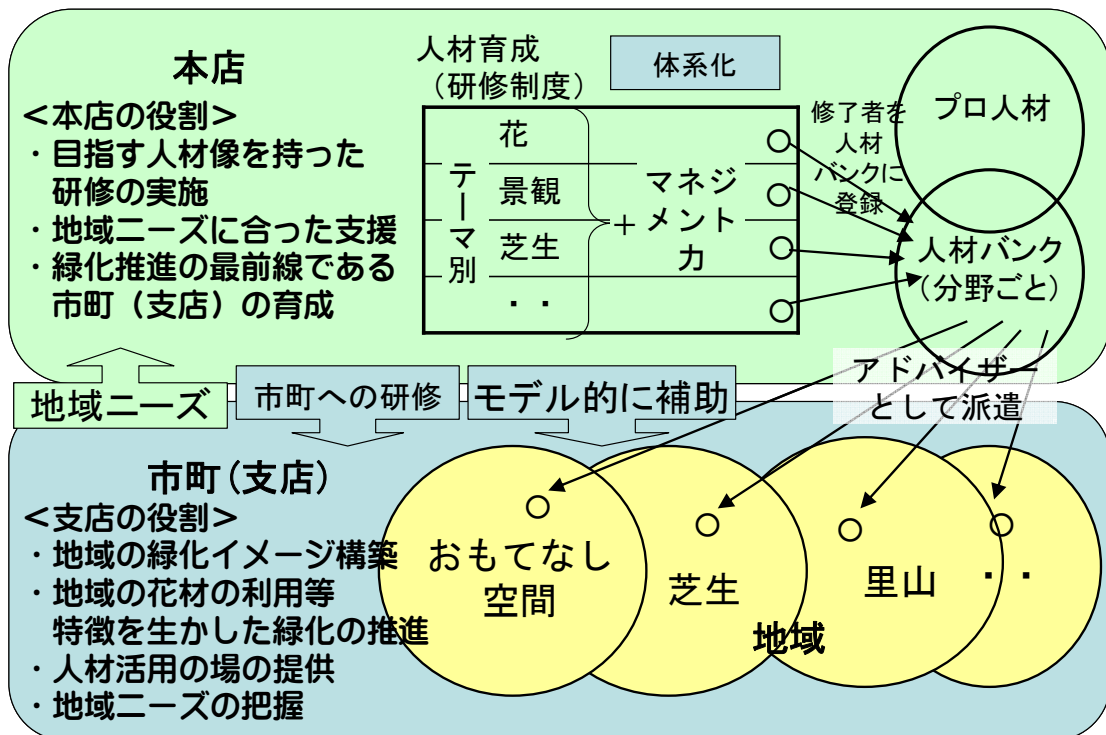 本店
＜本店の役割＞
・目指す人材像を持った
研修の実施
・地域ニーズに合った支援
・緑化推進の最前線である
市町（支店）の育成
人材育成
（研修制度）
体系化
テーマ別
花
景観
芝生
・・
＋
マネジ
メント
力
修了者を
人材
バンクに
登録
プロ人材
人材バンク
（分野ごと）
アドバイザー
として派遣
地域ニーズ
市町への研修
モデル的に補助
市町（支店）
＜支店の役割＞
・地域の緑化イメージ構築
・地域の花材の利用等
特徴を生かした緑化の推進
・人材活用の場の提供
・地域ニーズの把握
おもてなし
空間
芝生
里山
・・
地域